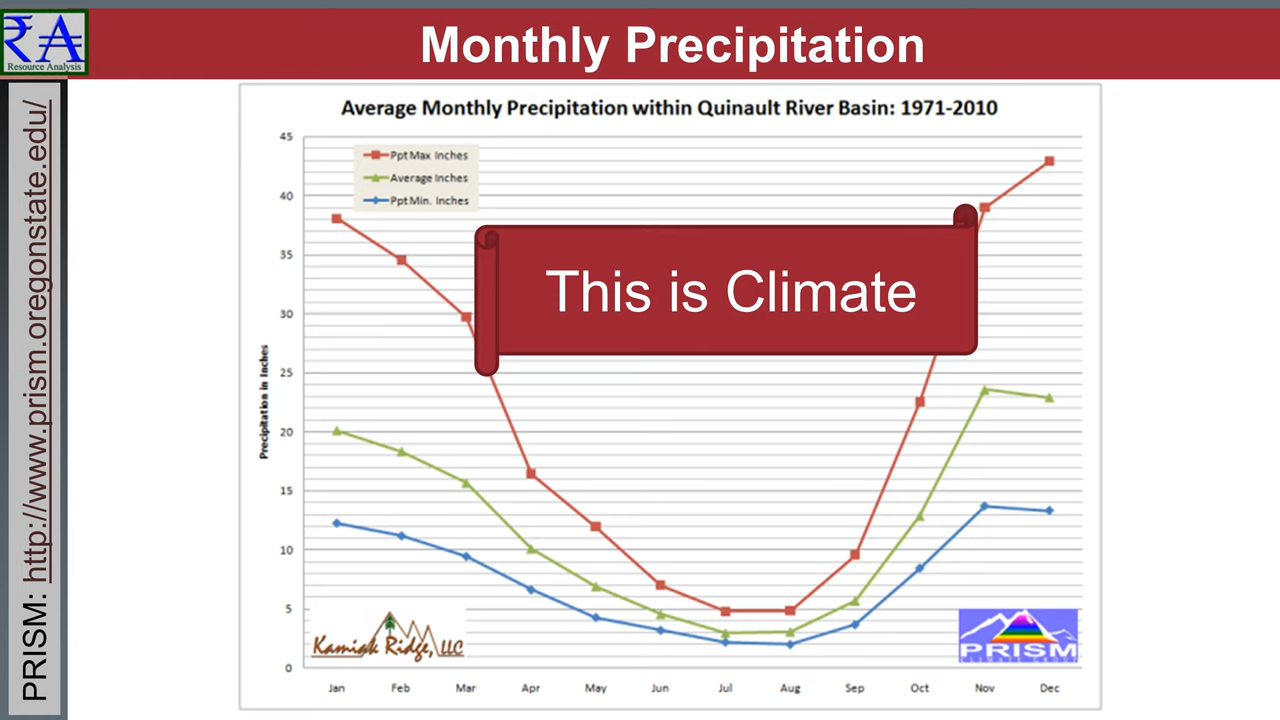 Monthly Precipitation
₹A
Resource Analysis
PRISM: http://www.prism.oregonstate.edu/
Average Monthly Precipitation within Quinault River Basin: 1971-2010
Ppt Max Inches
Average Inches
Ppt Min. Inches
This is Climate
Precipitation in Inches
45
40
35
30
25
20
15
10
5
0
Jan Feb Mar Apr May Jun Jul Aug Sep Oct Nov Dec
Kamiak Ridge, LLC
PRISM
CLIMATE GROUP